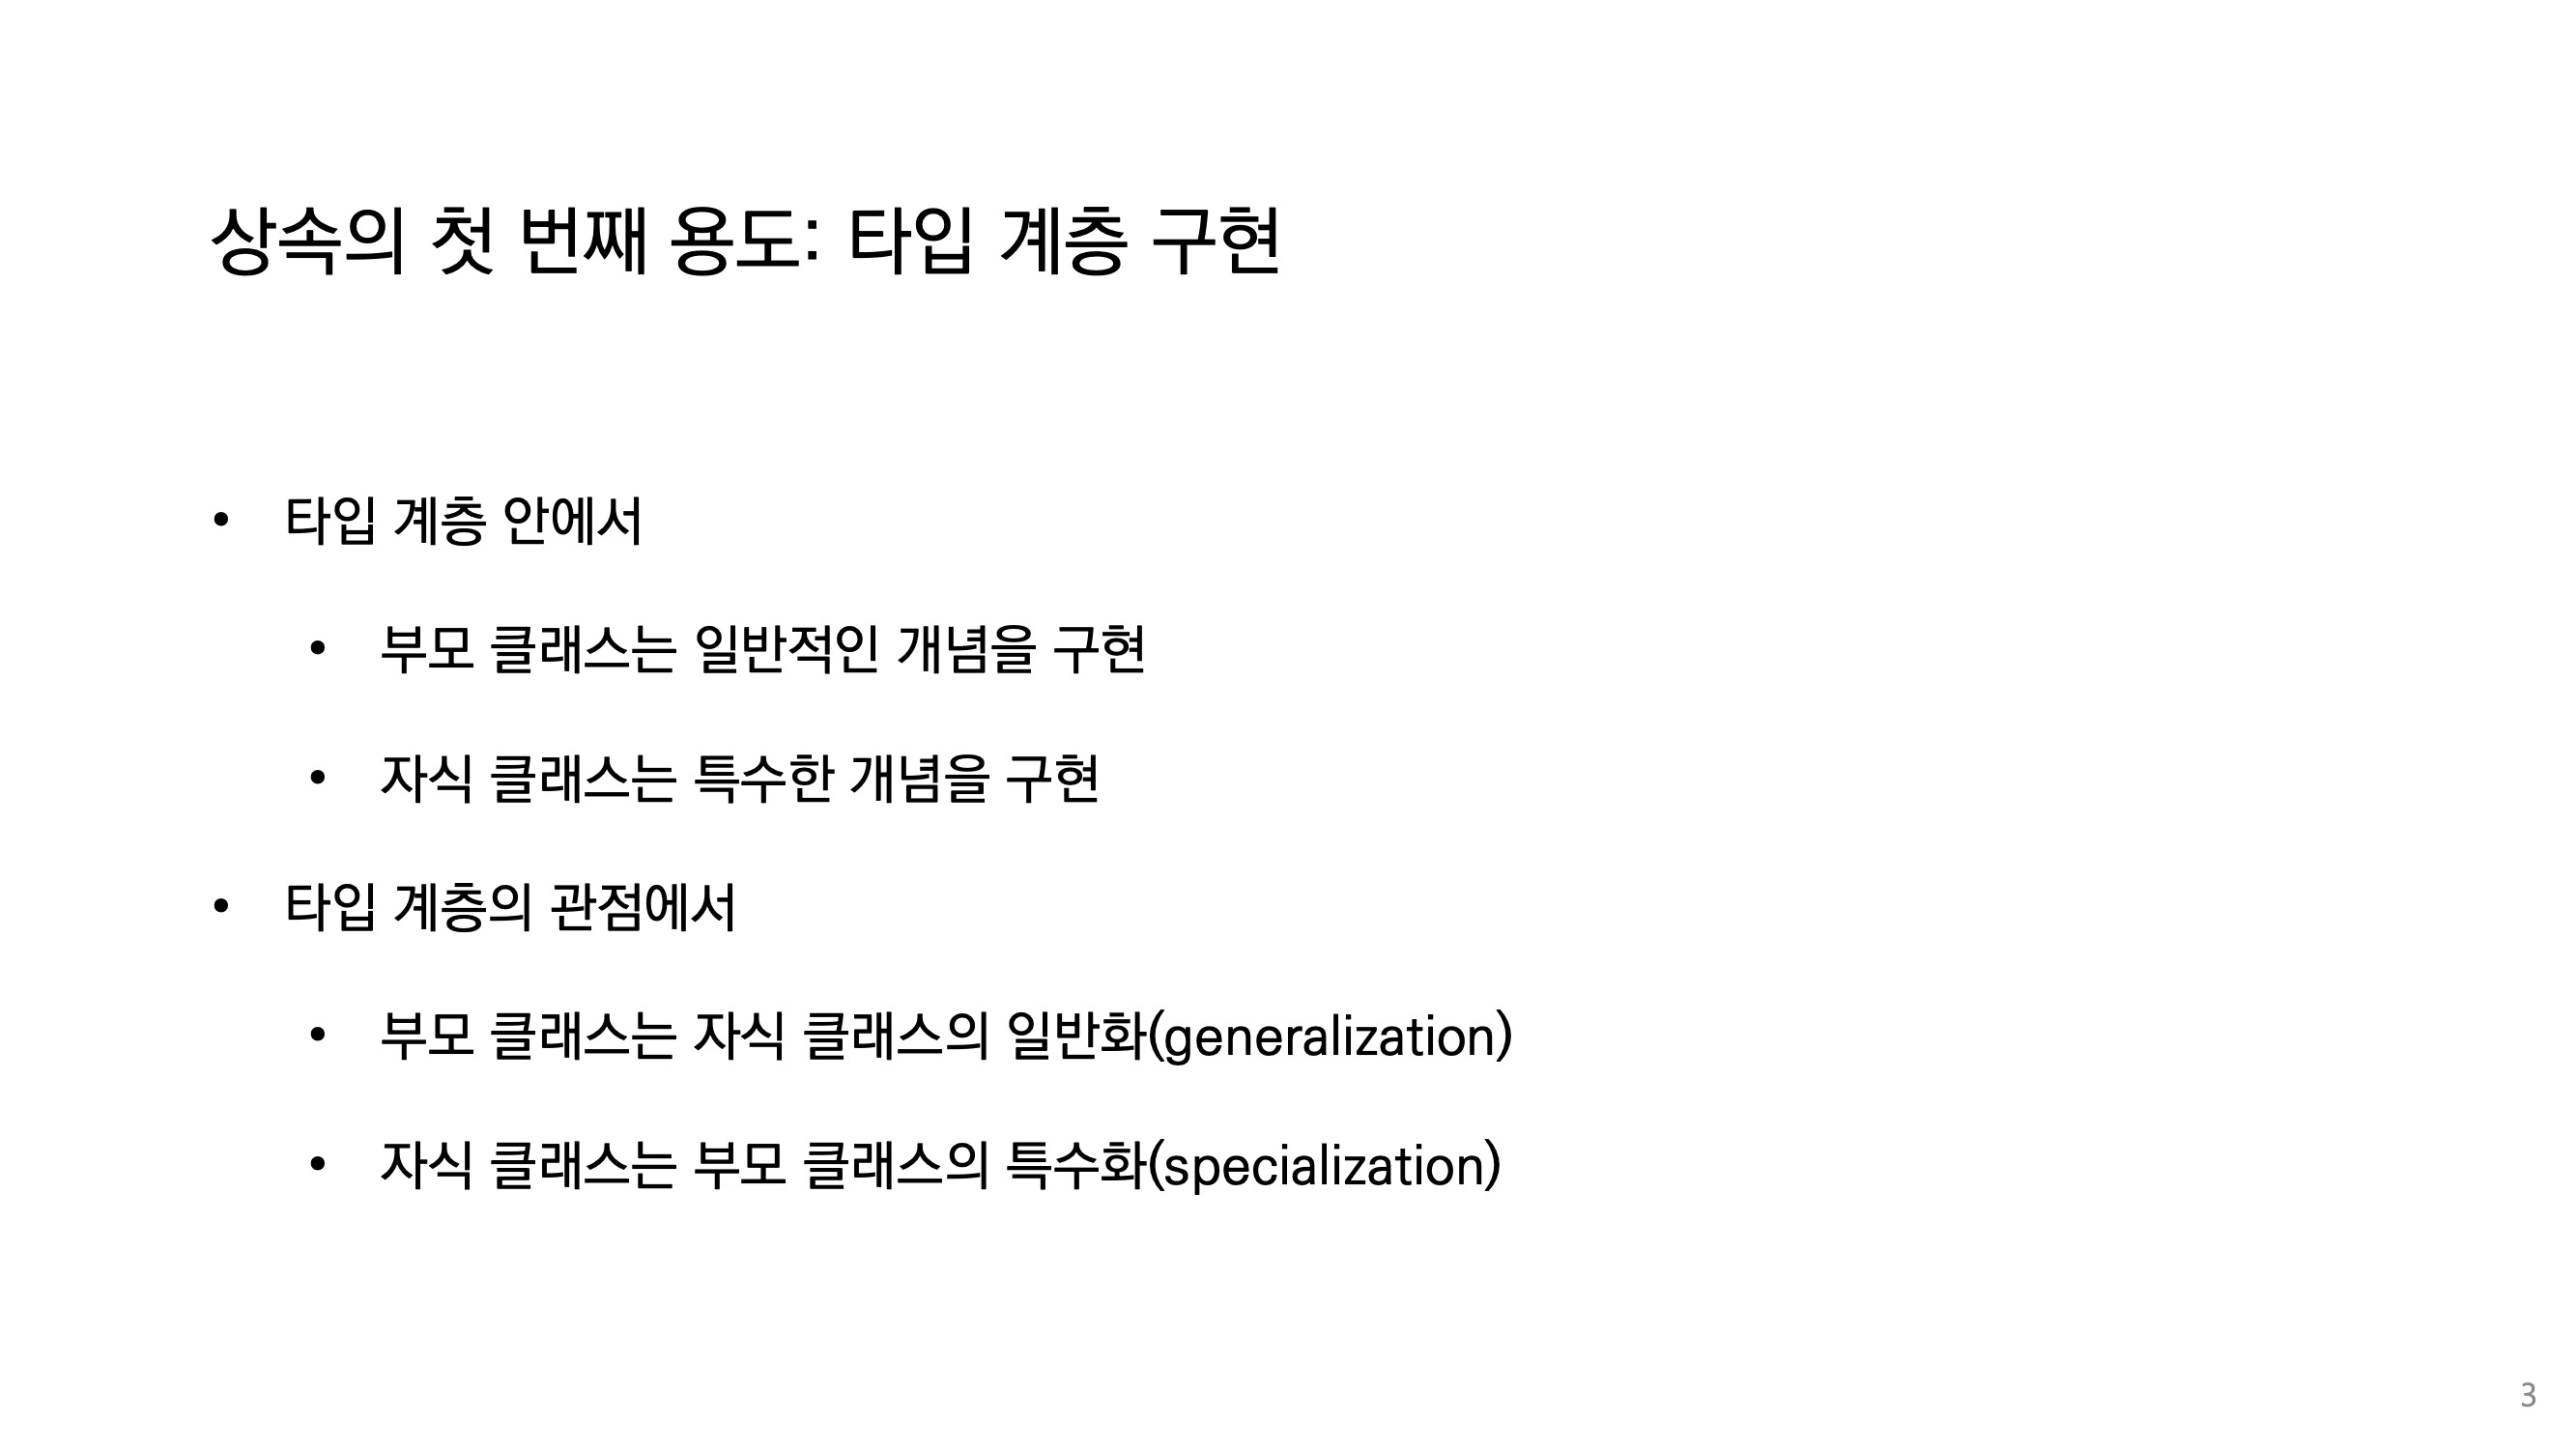 상속의 첫 번째 용도: 타입 계층 구현
• 타입 계층 안에서
• 부모 클래스는 일반적인 개념을 구현
• 자식 클래스는 특수한 개념을 구현
• 타입 계층의 관점에서
• 부모 클래스는 자식 클래스의 일반화(generalization)
• 자식 클래스는 부모 클래스의 특수화(specialization)
3